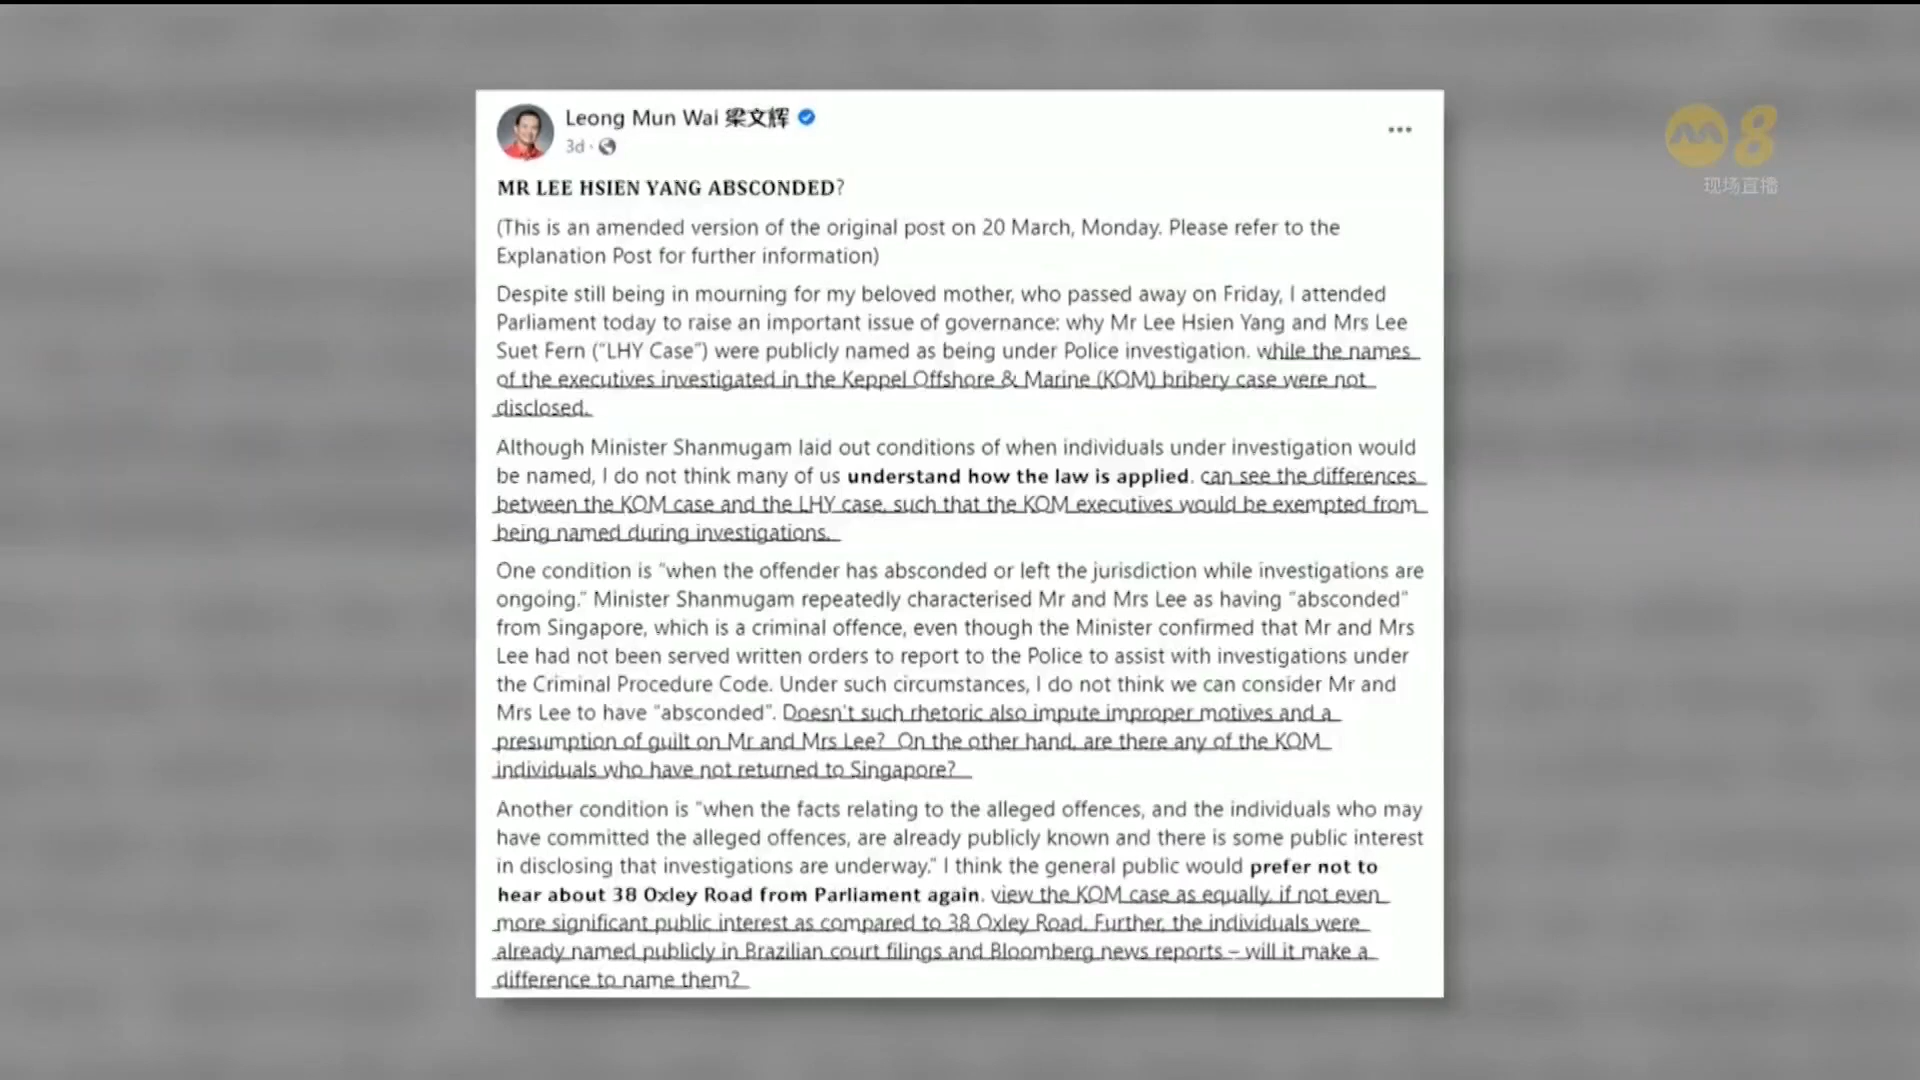 Leong Mun Wai 梁文辉
3d ·
MR LEE HSIEN YANG ABSCONDED?
(This is an amended version of the original post on 20 March, Monday. Please refer to the
Explanation Post for further information)
Despite still being in mourning for my beloved mother, who passed away on Friday, I attended
Parliament today to raise an important issue of governance: why Mr Lee Hsien Yang and Mrs Lee
Suet Fern ("LHY Case") were publicly named as being under Police investigation. while the names
of the executives investigated in the Keppel Offshore & Marine (KOM) bribery case were not
disclosed.
Although Minister Shanmugam laid out conditions of when individuals under investigation would
be named, I do not think many of us understand how the law is applied. can see the differences
between the KOM case and the LHY case, such that the KOM executives would be exempted from
being named during investigations.
One condition is "when the offender has absconded or left the jurisdiction while investigations are
ongoing." Minister Shanmugam repeatedly characterised Mr and Mrs Lee as having "absconded"
from Singapore, which is a criminal offence, even though the Minister confirmed that Mr and Mrs
Lee had not been served written orders to report to the Police to assist with investigations under
the Criminal Procedure Code. Under such circumstances, I do not think we can consider Mr and
Mrs Lee to have "absconded". Doesn't such rhetoric also impute improper motives and a
presumption of guilt on Mr and Mrs Lee? On the other hand, are there any of the KOM
individuals who have not returned to Singapore?
Another condition is "when the facts relating to the alleged offences, and the individuals who may
have committed the alleged offences, are already publicly known and there is some public interest
in disclosing that investigations are underway." I think the general public would prefer not to
hear about 38 Oxley Road from Parliament again. view the KOM case as equally, if not even
more significant public interest as compared to 38 Oxley Road. Further, the individuals were
already named publicly in Brazilian court filings and Bloomberg news reports – will it make a
difference to name them?
8
现场直播